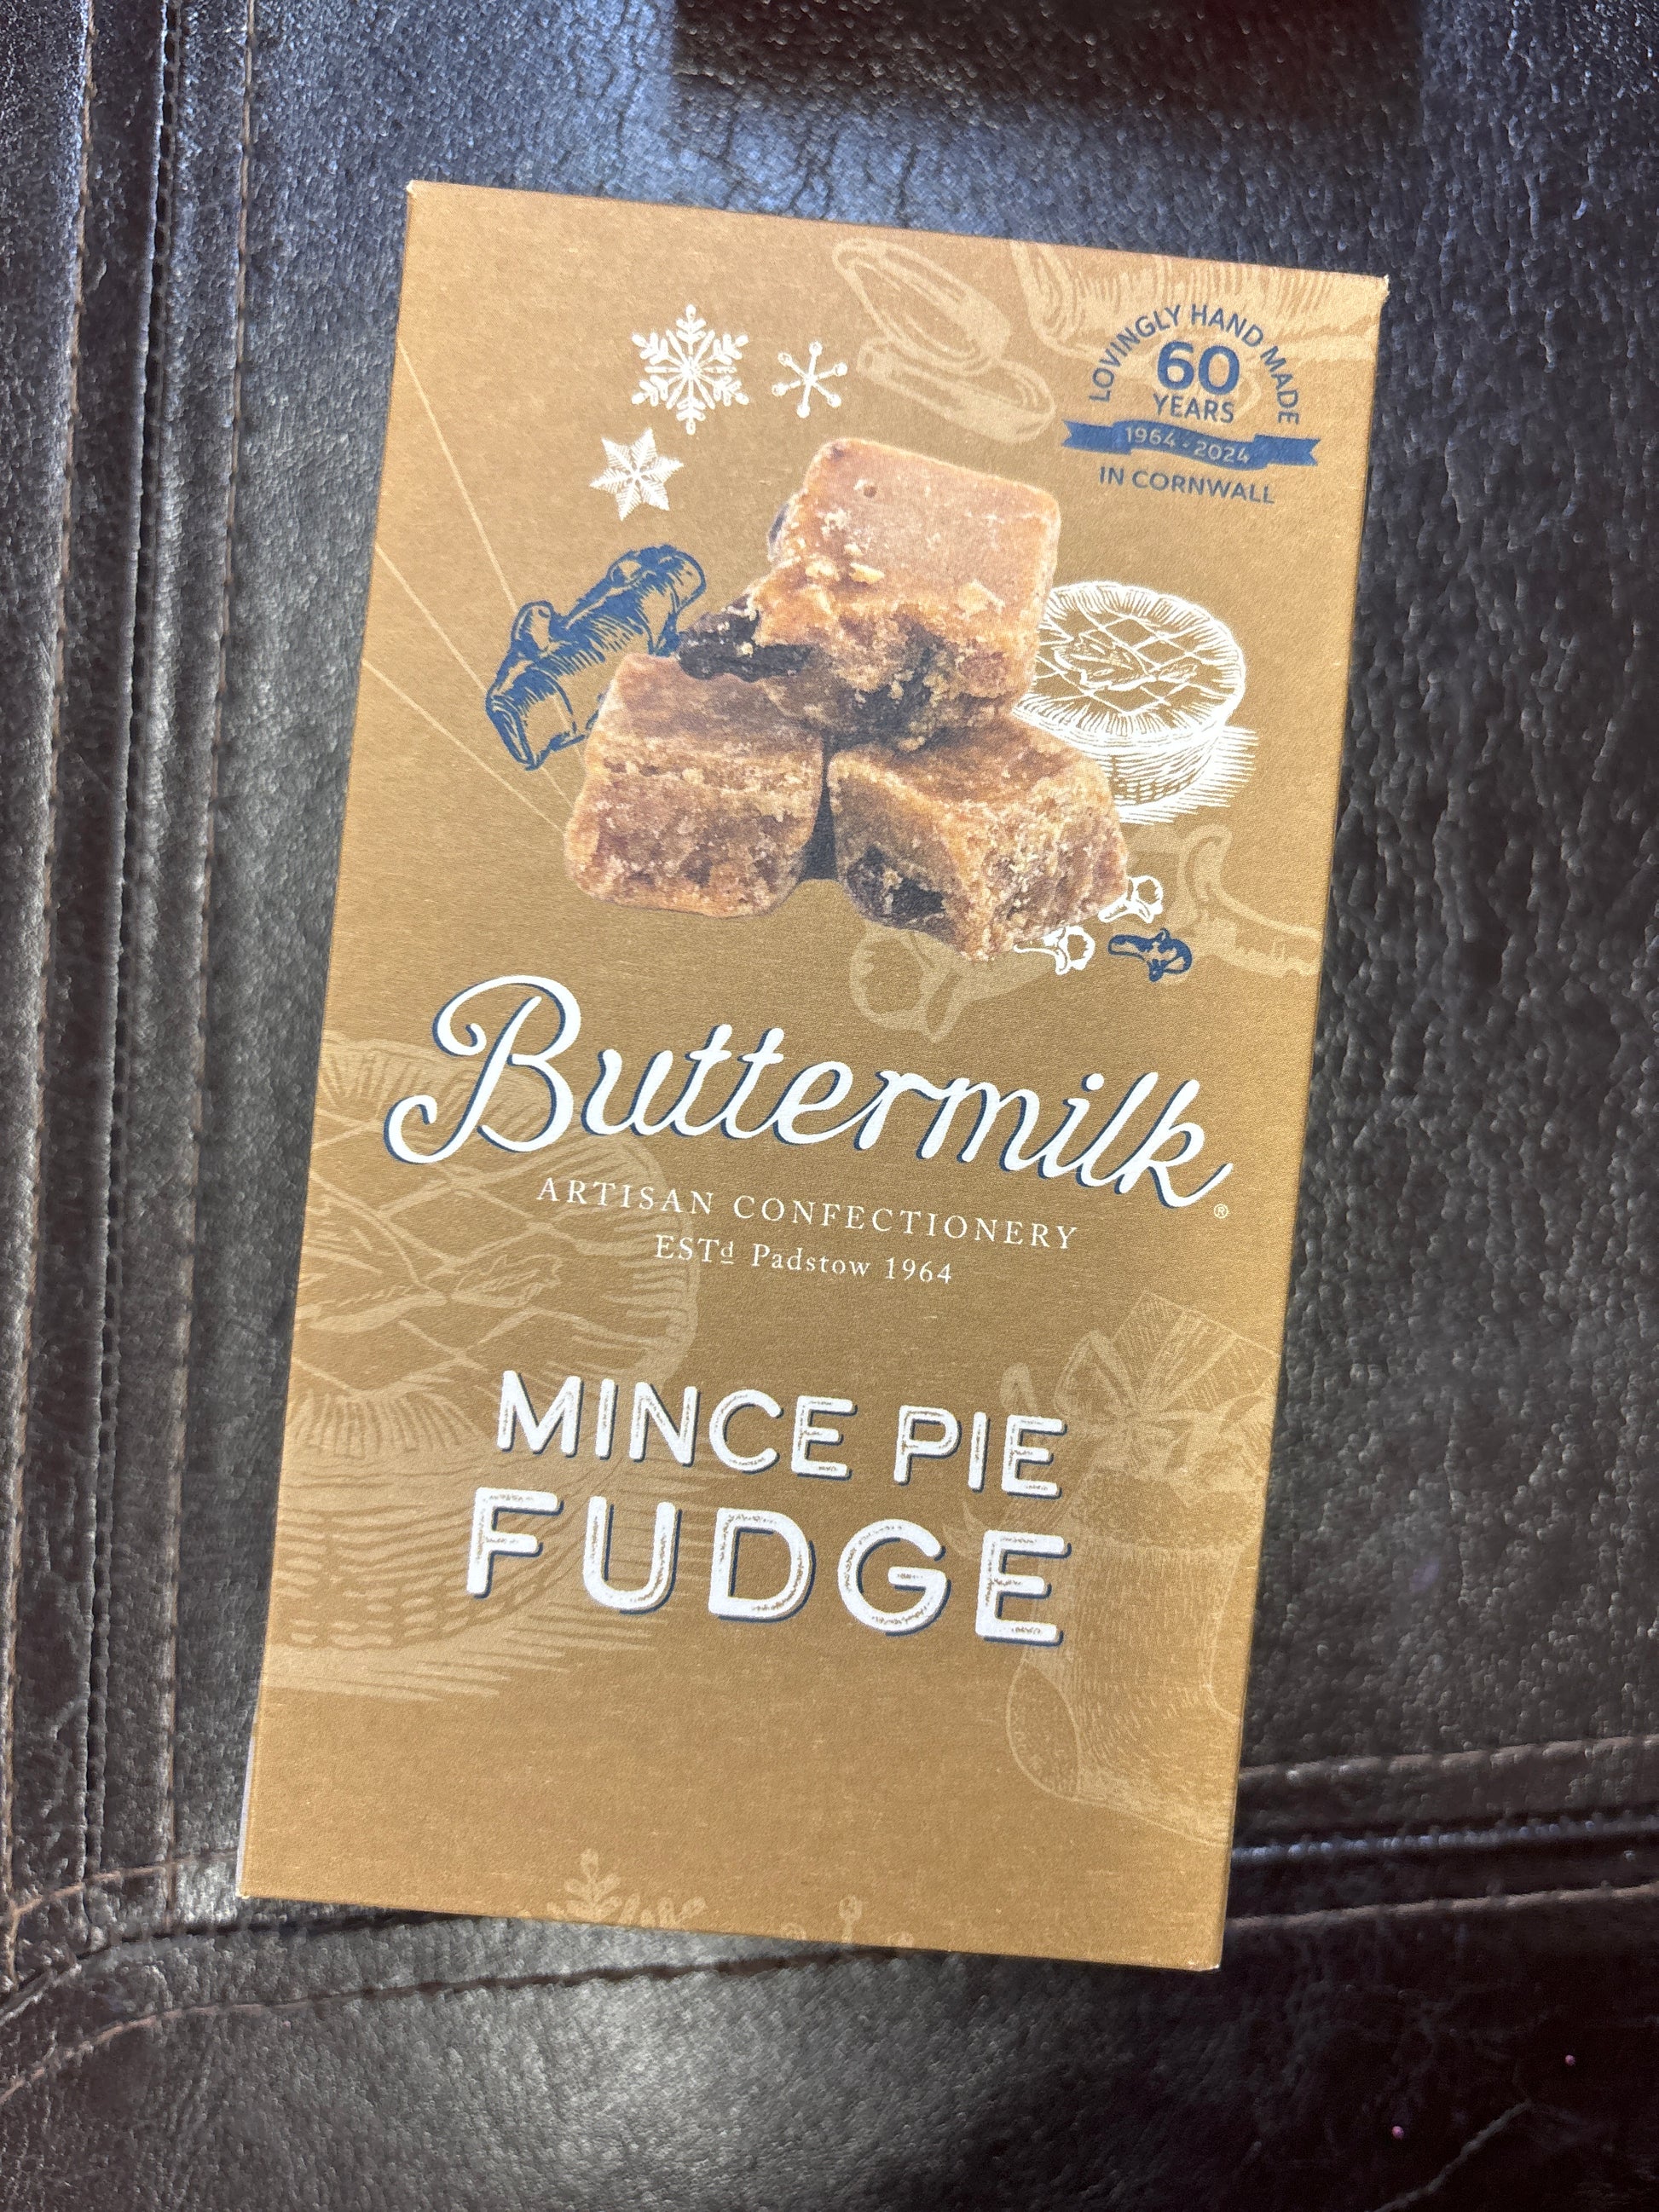 LOVINGLY HAND MADE
60
YEARS
1964 - 2024
IN CORNWALL
Buttermilk®
ARTISAN CONFECTIONERY
ESTd Padstow 1964
MINCE PIE
FUDGE